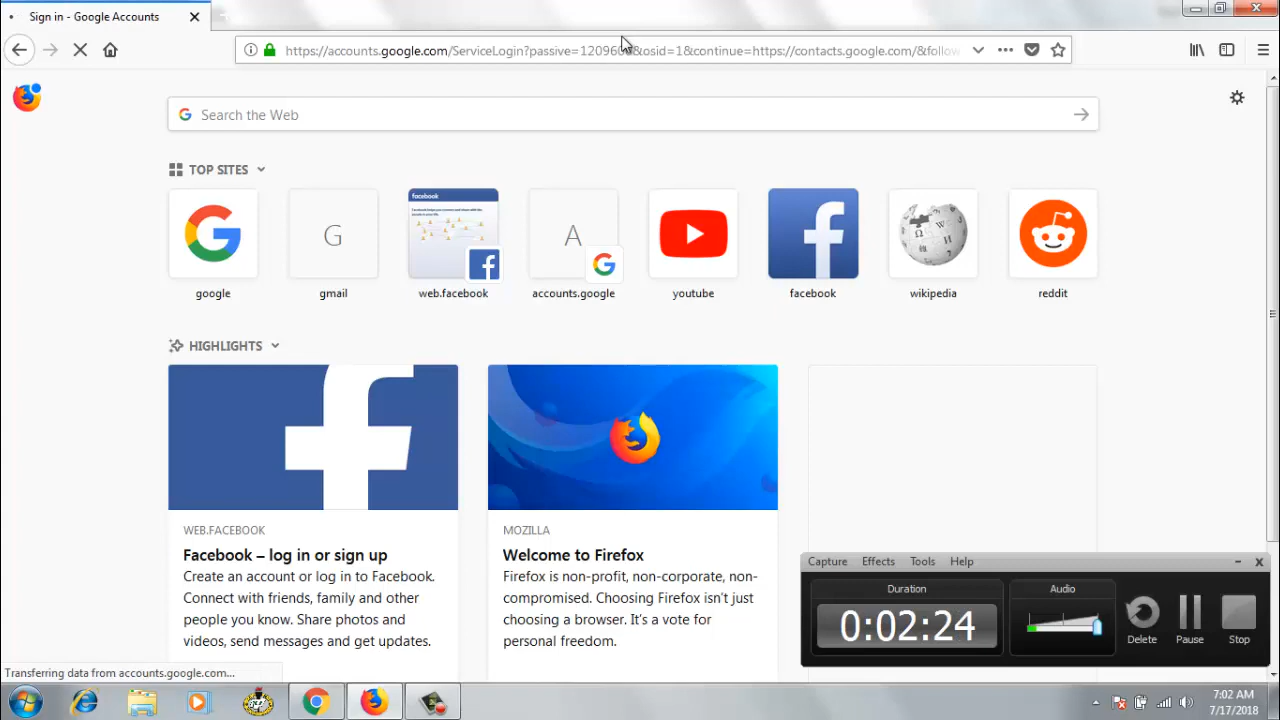 Sign in - Google Accounts
https://accounts.google.com/ServiceLogin?passive=120960 &osid=1&continue=https://contacts.google.com/&follow
Search the Web
TOP SITES
G
A
facebook
google
gmail
web.facebook
accounts.google
youtube
facebook
wikipedia
reddit
HIGHLIGHTS
WEB.FACEBOOK
Facebook – log in or sign up
Create an account or log in to Facebook.
Connect with friends, family and other
people you know. Share photos and
videos, send messages and get updates.
MOZILLA
Welcome to Firefox
Firefox is non-profit, non-corporate, non-
compromised. Choosing Firefox isn't just
choosing a browser. It's a vote for
personal freedom.
Capture Effects Tools Help
Duration
0:02:24
Audio
Delete
Pause
Stop
Transferring data from accounts.google.com...
7:02 AM
7/17/2018